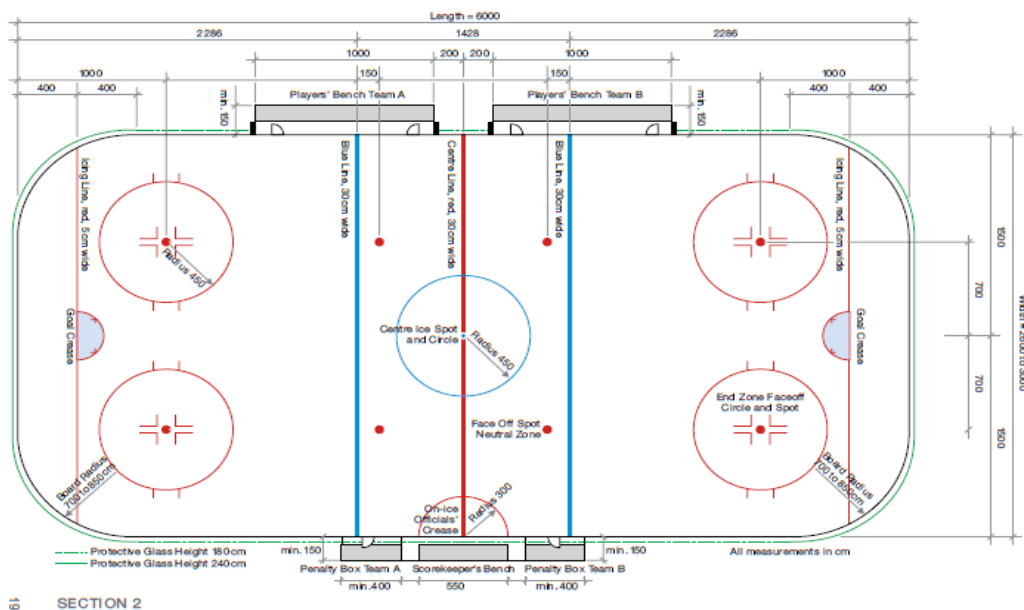 Length = 6000
2286
1428
2286
1000
200
200
1000
1000
150
150
1000
400
400
400
400
min. 150
Players' Bench Team A
Players' Bench Team B
min. 150
Icing Line, red, 5cm wide
Blue Line, 30cm wide
Centre Line, red, 30cm wide
Blue Line, 30cm wide
Icing Line, red, 5cm wide
Radius 450
1500
700
Width = 2600 to 3000
Goal Crease
Centre Ice Spot
and Circle
Radius 450
Goal Crease
700
End Zone Faceoff
Circle and Spot
Face Off Spot
Neutral Zone
1500
Board Radius
700 to 850cm
On-ice
Officials'
Crease
Radius 300
Board Radius
700 to 850cm
Protective Glass Height 180cm
Protective Glass Height 240cm
min. 150
min. 150
All measurements in cm
Penalty Box Team A
Scorekeeper's Bench
Penalty Box Team B
min.400
550
min.400
19
SECTION 2